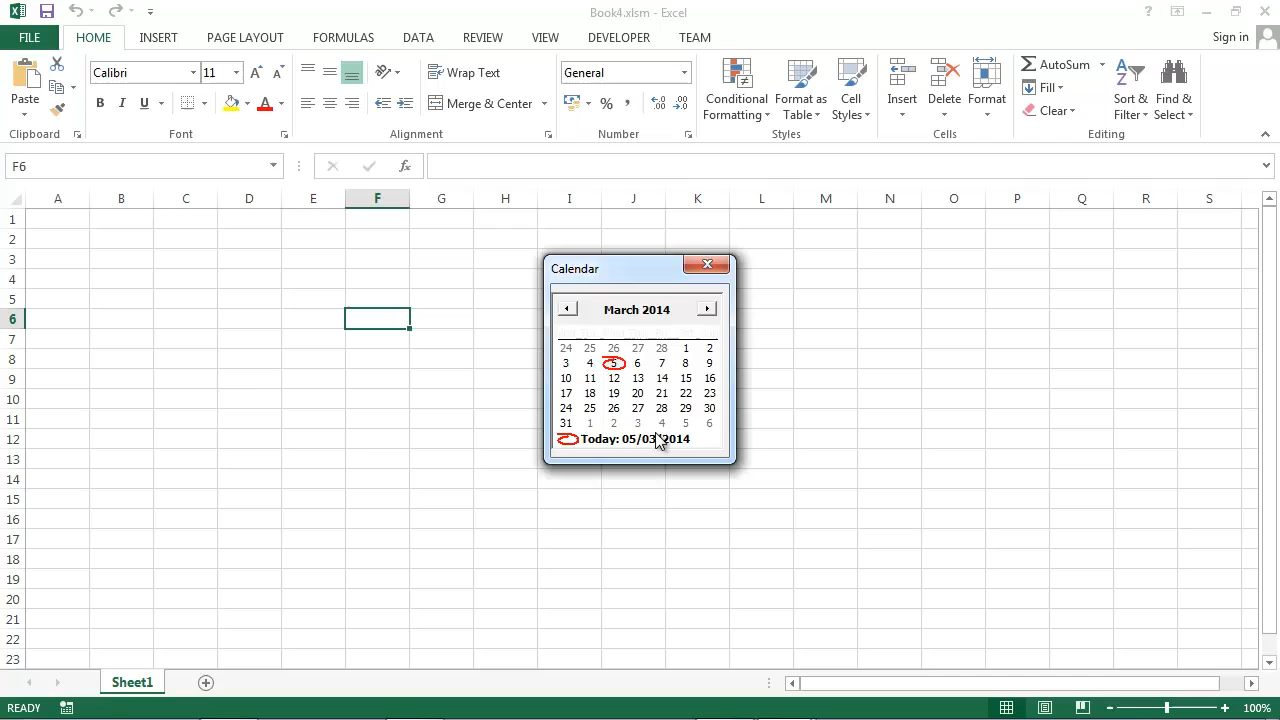 Book4.xlsm - Excel
FILE HOME INSERT PAGE LAYOUT FORMULAS DATA REVIEW VIEW DEVELOPER TEAM Sign in
Paste
Clipboard
Calibri 11
B I U A
Font
Wrap Text
Merge & Center
Alignment
General
%
Number
Conditional Formatting
Format as Table
Cell Styles
Styles
Insert
Delete
Format
Cells
AutoSum
Fill
Clear
Sort & Filter
Find & Select
Editing
F6
fx
A B C D E F G H I J K L M N O P Q R S
1
2
3
4
5
6
7
8
9
10
11
12
13
14
15
16
17
18
19
20
21
22
23
Calendar
March 2014
24 25 26 27 28 1 2
3 4 5 6 7 8 9
10 11 12 13 14 15 16
17 18 19 20 21 22 23
24 25 26 27 28 29 30
31 1 2 3 4 5 6
Today: 05/03/2014
Sheet1
READY
100%